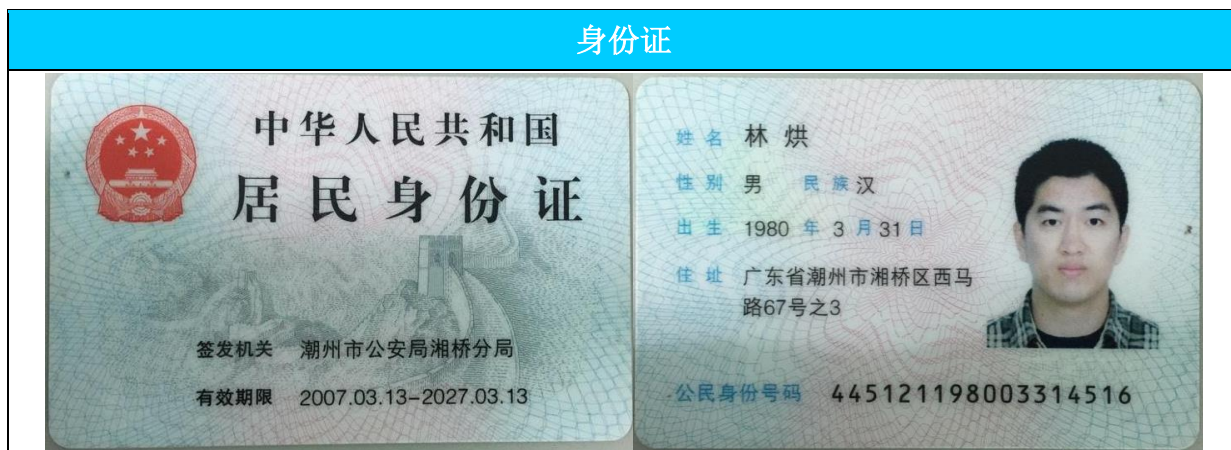 身份证
中华人民共和国
居民身份证
签发机关 潮州市公安局湘桥分局
有效期限 2007.03.13-2027.03.13
姓名 林烘
性别 男 民族 汉
出生 1980 年 3 月 31 日
住址 广东省潮州市湘桥区西马
路67号之3
公民身份号码 445121198003314516